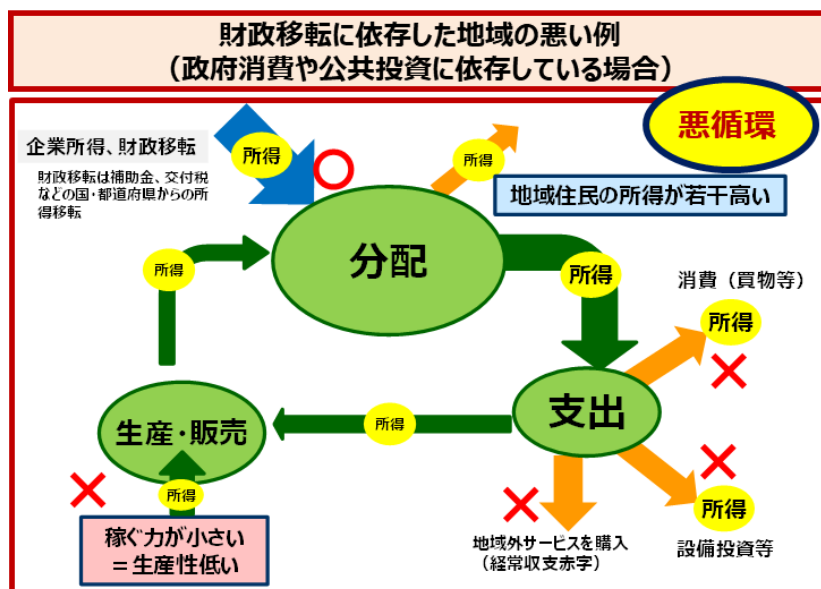 財政移転に依存した地域の悪い例
（政府消費や公共投資に依存している場合）
悪循環
企業所得、財政移転
財政移転は補助金、交付税
などの国・都道府県からの所
得移転
所得
所得
地域住民の所得が若干高い
分配
所得
所得
消費（買物等）
所得
生産・販売
所得
支出
所得
稼ぐ力が小さい
＝生産性低い
地域外サービスを購入
（経常収支赤字）
所得
設備投資等